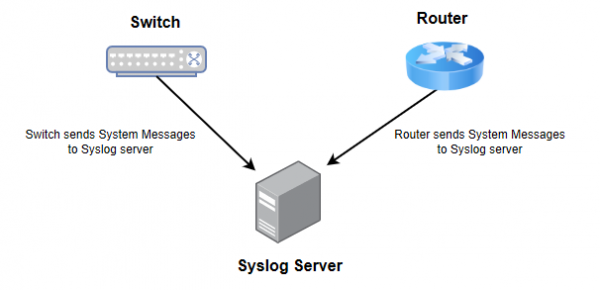 Switch
Router
Switch sends System Messages
to Syslog server
Router sends System Messages
to Syslog server
Syslog Server